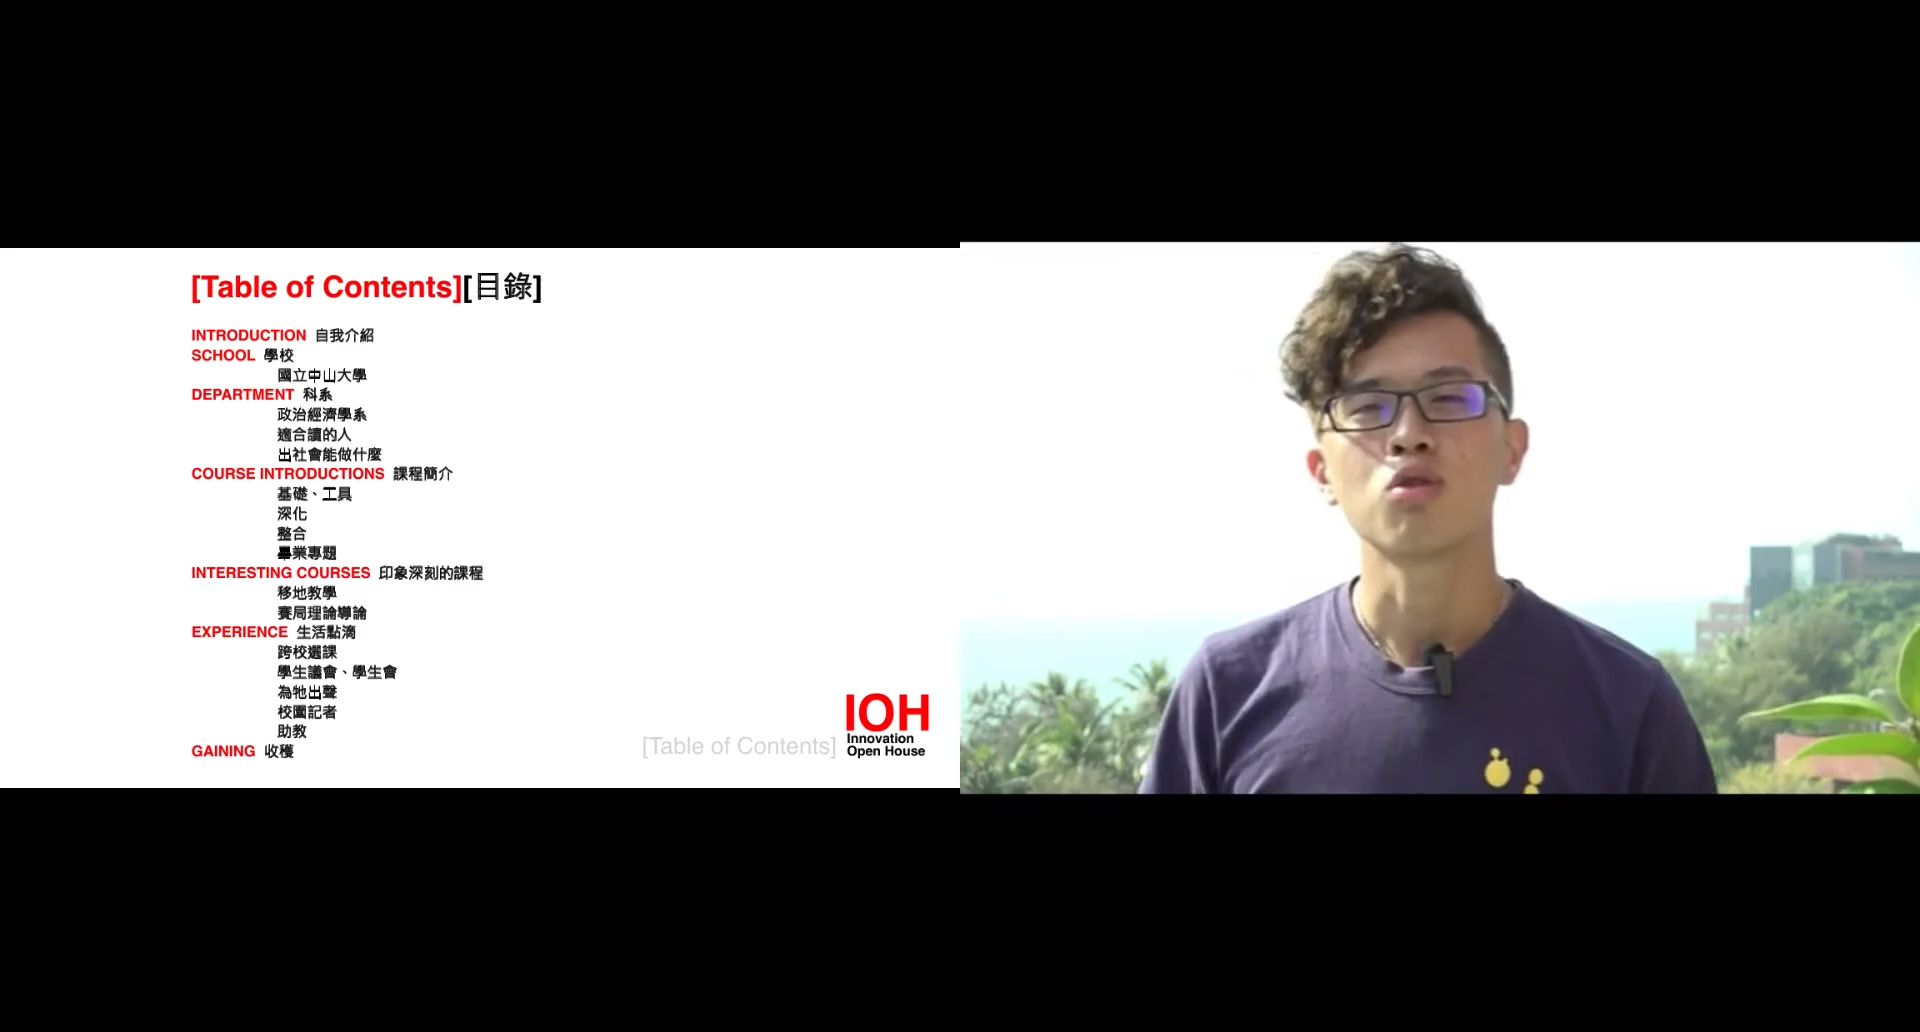 [Table of Contents][目錄]
INTRODUCTION 自我介紹
SCHOOL 學校
國立中山大學
DEPARTMENT 科系
政治經濟學系
適合讀的人
出社會能做什麼
COURSE INTRODUCTIONS 課程簡介
基礎、工具
深化
整合
畢業專題
INTERESTING COURSES 印象深刻的課程
移地教學
賽局理論導論
EXPERIENCE 生活點滴
跨校選課
學生議會、學生會
為牠出聲
校園記者
助教
GAINING 收穫
[Table of Contents]
IOH
Innovation
Open House